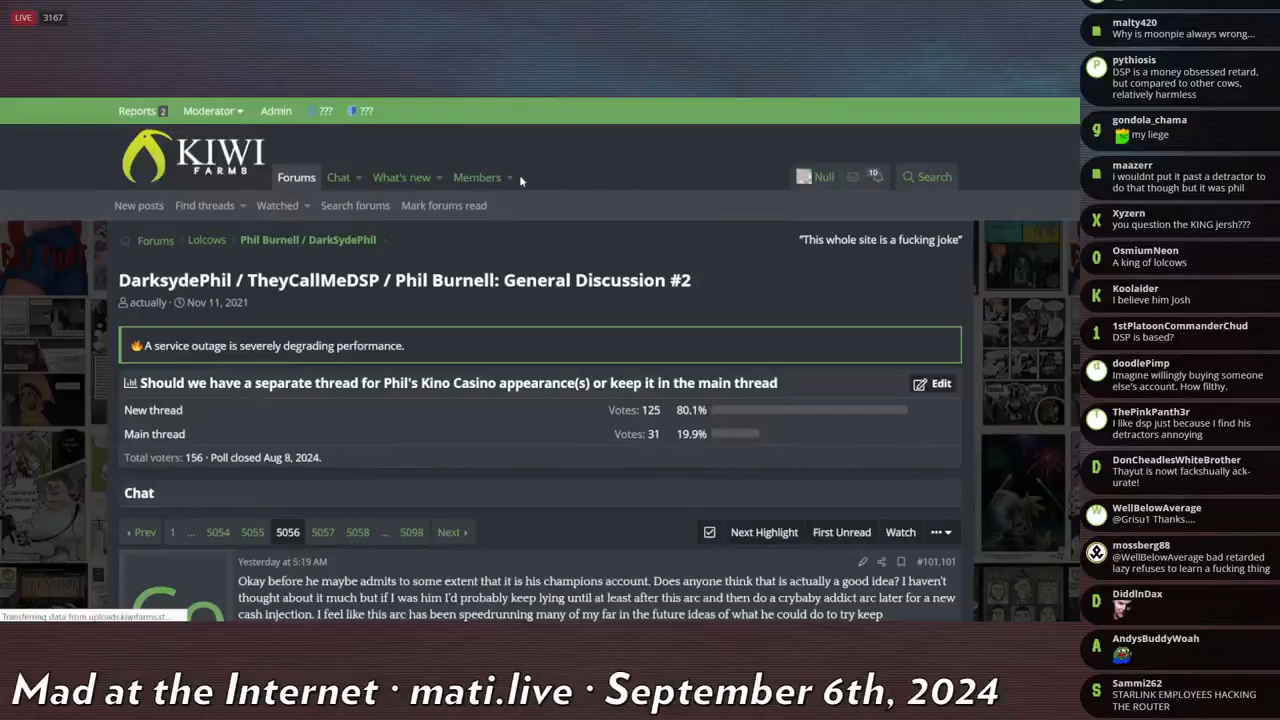 LIVE 3167
Reports 2 Moderator Admin ??? ???
KIWI
FARMS
Forums Chat What's new Members Null 10 Search
New posts Find threads Watched Search forums Mark forums read
Forums Lolcows Phil Burnell / DarkSydePhil
"This whole site is a fucking joke"
DarksydePhil / TheyCallMeDSP / Phil Burnell: General Discussion #2
actually · Nov 11, 2021
A service outage is severely degrading performance.
Should we have a separate thread for Phil's Kino Casino appearance(s) or keep it in the main thread Edit
New thread Votes: 125 80.1%
Main thread Votes: 31 19.9%
Total voters: 156 · Poll closed Aug 8, 2024.
Chat
‹ Prev 1 ... 5054 5055 5056 5057 5058 ... 5098 Next › Next Highlight First Unread Watch •••
Yesterday at 5:19 AM #101,101
Okay before he maybe admits to some extent that it is his champions account. Does anyone think that is actually a good idea? I haven't
thought about it much but if I was him I'd probably keep lying until at least after this arc and then do a crybaby addict arc later for a new
cash injection. I feel like this arc has been speedrunning many of my far in the future ideas of what he could do to try keep
Transferring data from uploads.kiwifarms.st...
Mad at the Internet · mati.live · September 6th, 2024
malty420
Why is moonpie always wrong...
pythiosis
DSP is a money obsessed retard,
but compared to other cows,
relatively harmless
gondola_chama
my liege
maazerr
i wouldnt put it past a detractor to
do that though but it was phil
Xyzern
you question the KING jersh???
OsmiumNeon
A king of lolcows
Koolaider
I believe him Josh
1stPlatoonCommanderChud
DSP is based?
doodlePimp
Imagine willingly buying someone
else's account. How filthy.
ThePinkPanth3r
I like dsp just because I find his
detractors annoying
DonCheadlesWhiteBrother
Thayut is nowt fackshually ack-
urate!
WellBelowAverage
@Grisu1 Thanks....
mossberg88
@WellBelowAverage bad retarded
lazy refuses to learn a fucking thing
DiddInDax
AndysBuddyWoah
Sammi262
STARLINK EMPLOYEES HACKING
THE ROUTER